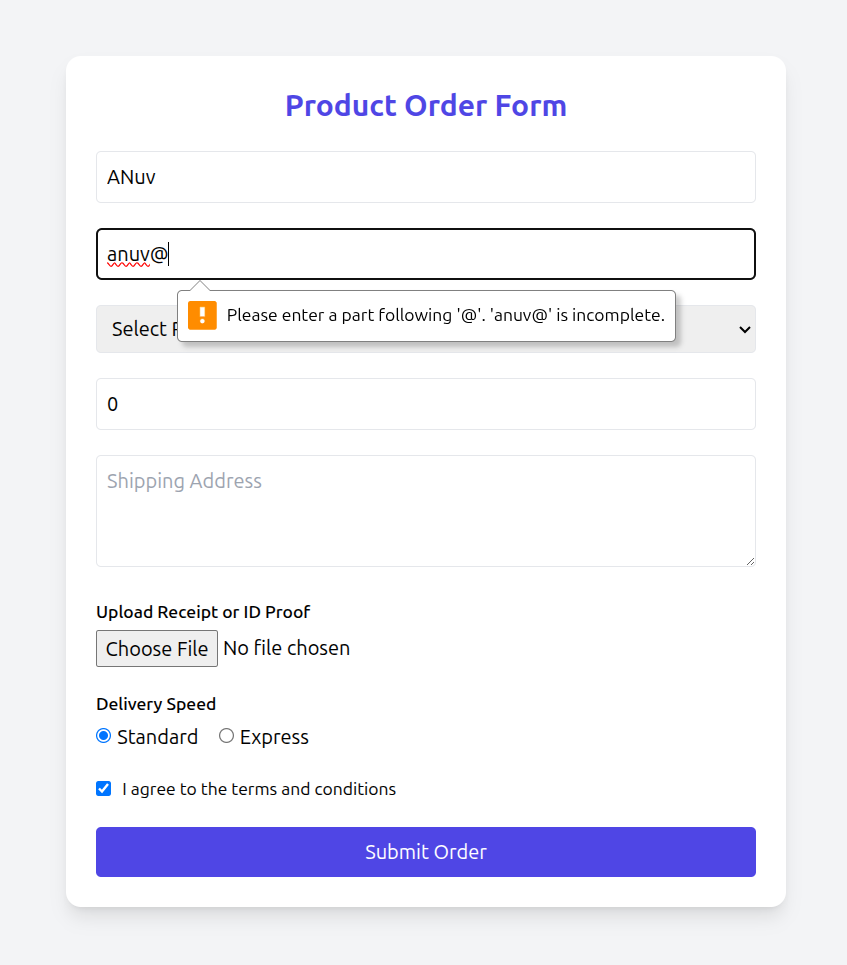 Product Order Form
ANuv
anuv@
Please enter a part following '@'. 'anuv@' is incomplete.
Select
0
Shipping Address
Upload Receipt or ID Proof
Choose File No file chosen
Delivery Speed
Standard Express
I agree to the terms and conditions
Submit Order